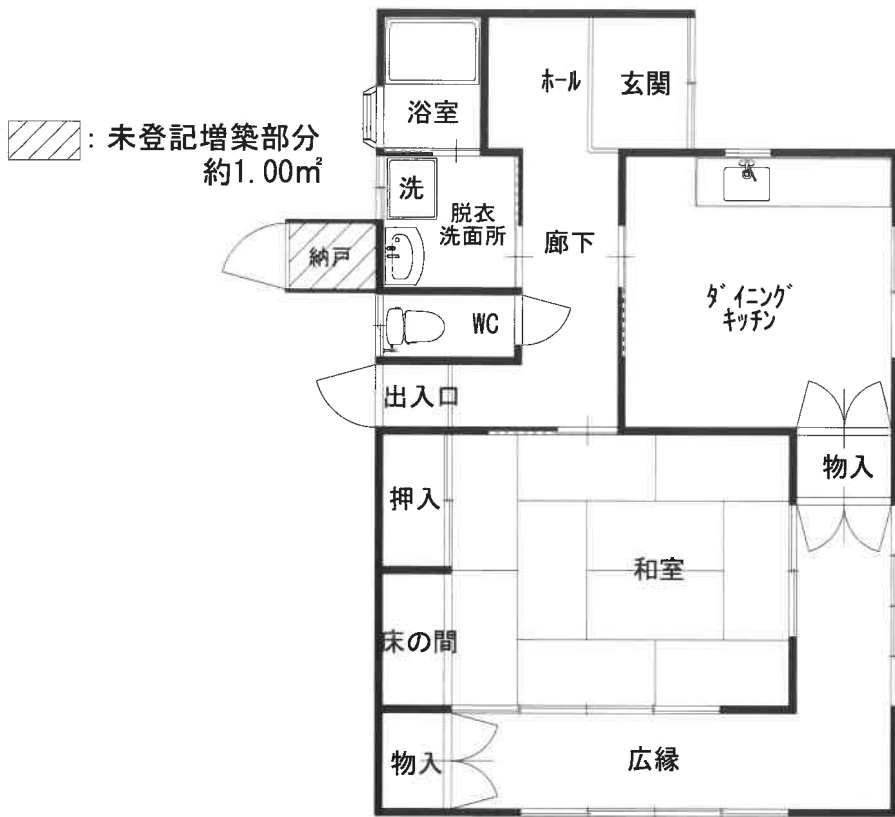 ホール
玄関
浴室
: 未登記増築部分
約1.00㎡
洗
脱衣
洗面所
納戸
廊下
ダイニング
キッチン
WC
出入口
物入
押入
和室
床の間
物入
広縁